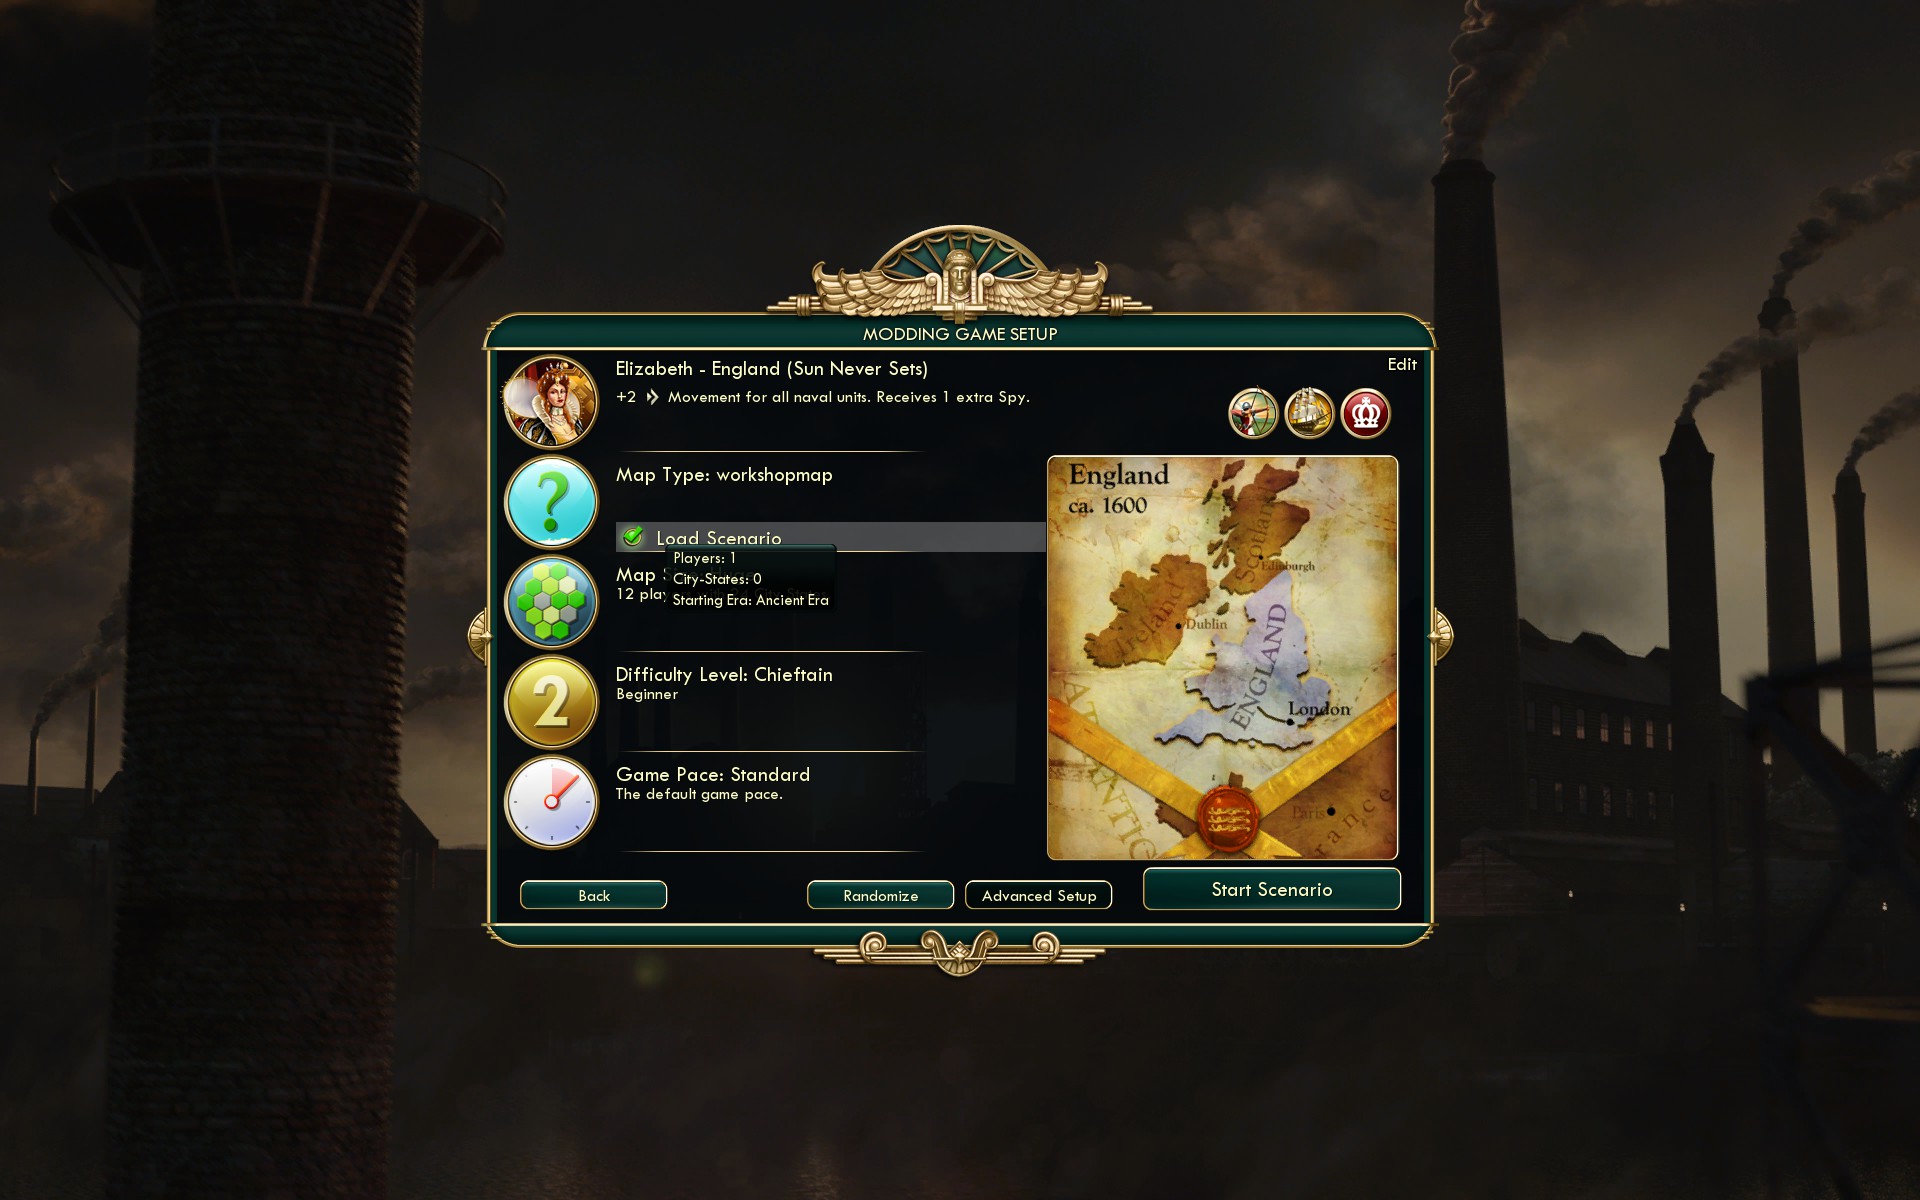 MODDING GAME SETUP
Elizabeth - England (Sun Never Sets)
Edit
+2 Movement for all naval units. Receives 1 extra Spy.
Map Type: workshopmap
Load Scenario
Players: 1
City-States: 0
Starting Era: Ancient Era
Map
12
Difficulty Level: Chieftain
Beginner
Game Pace: Standard
The default game pace.
England
ca. 1600
Scotland
Edinburgh
Ireland
Dublin
ENGLAND
London
ATLANTIC
Paris
France
2
Back
Randomize
Advanced Setup
Start Scenario